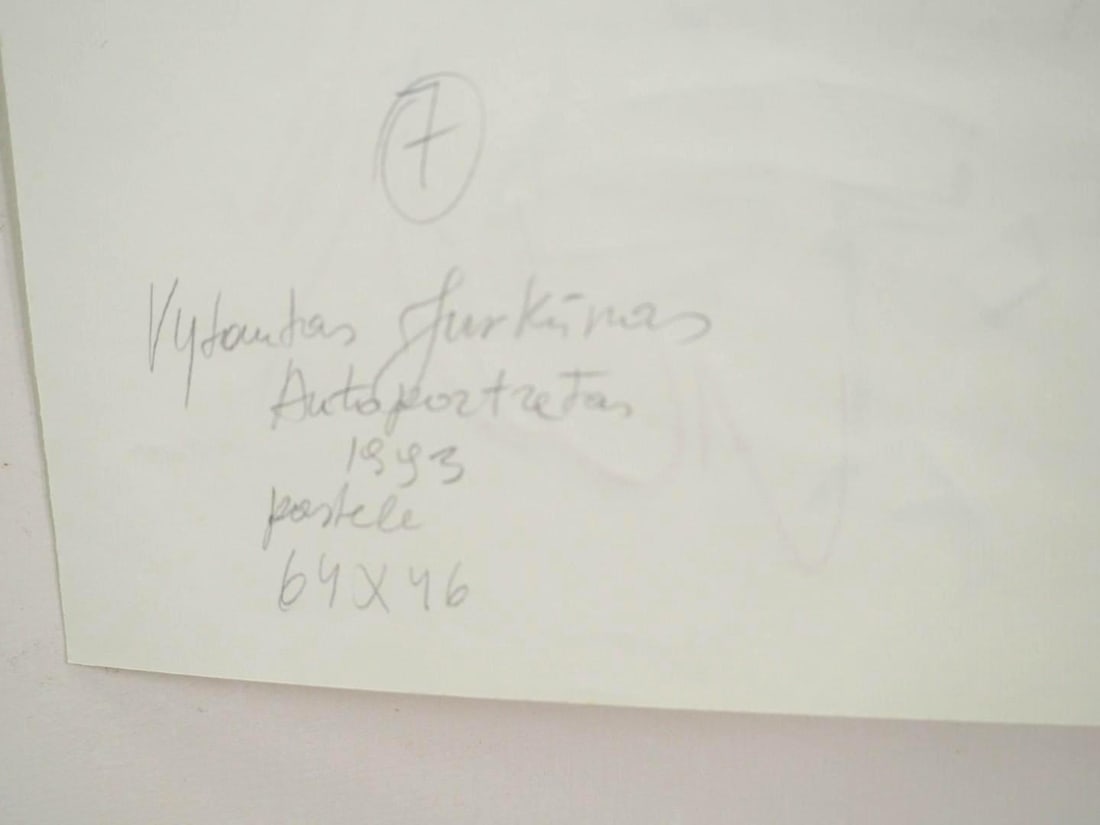 7
Vytautas Jurkūnas
Autoportretas
1993
pastele
64X46